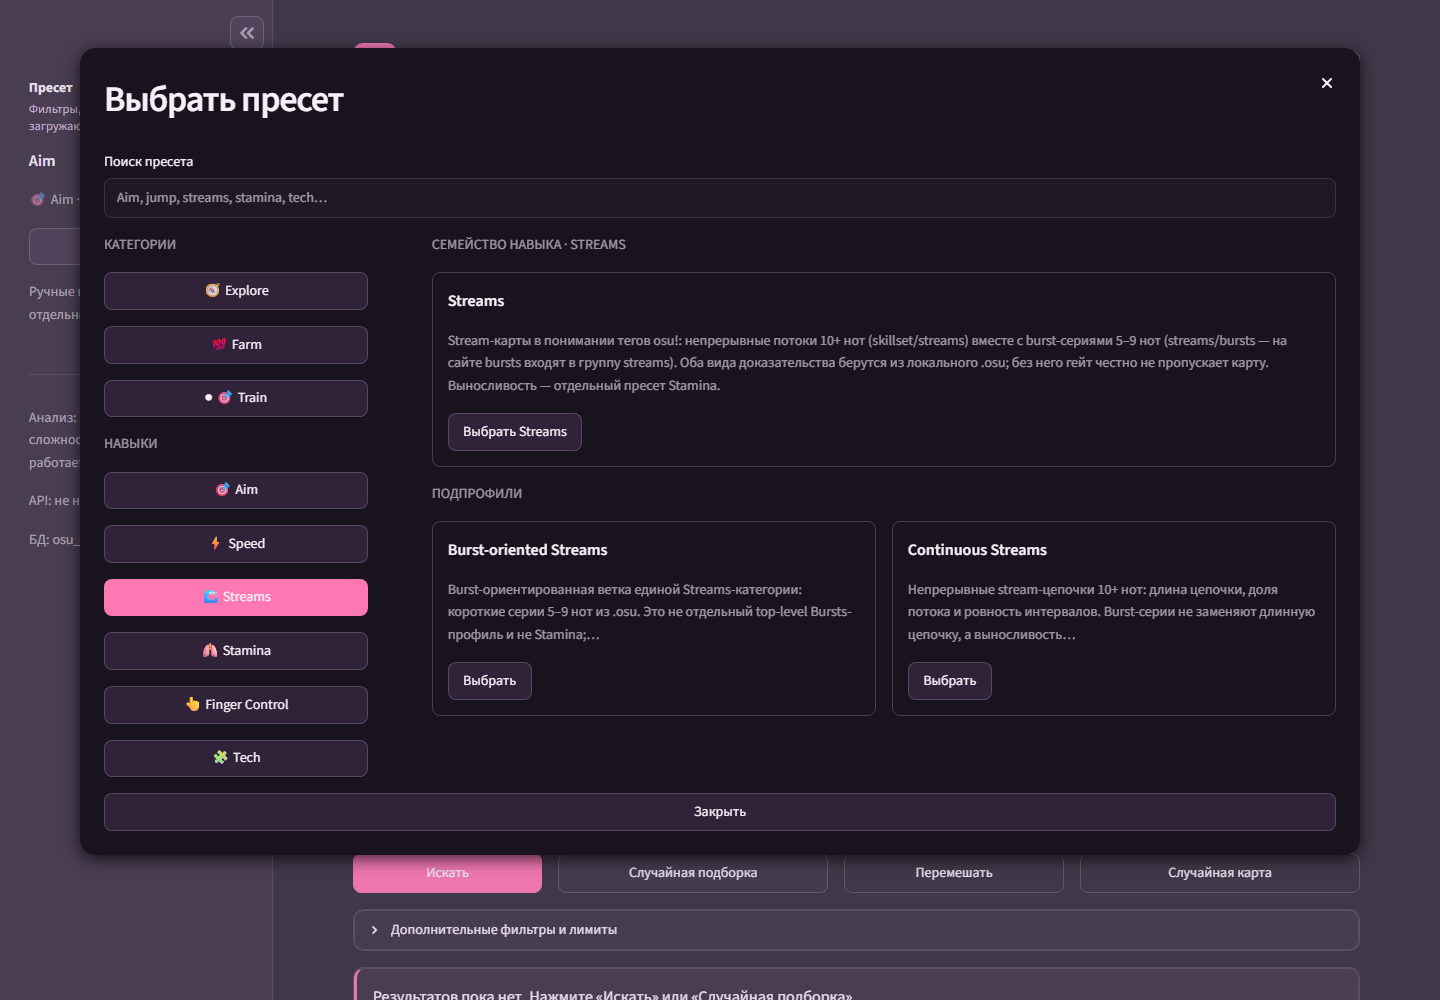 Пресет
Фильтры,
Aim
Aim ·
Ручные
Анализ:
API: не
БД: osu_
Выбрать пресет
Поиск пресета
Aim, jump, streams, stamina, tech…
КАТЕГОРИИ
Explore
Farm
Train
НАВЫКИ
Aim
Speed
Streams
Stamina
Finger Control
Tech
СЕМЕЙСТВО НАВЫКА · STREAMS
Streams
Stream-карты в понимании тегов osu!: непрерывные потоки 10+ нот (skillset/streams) вместе с burst-сериями 5–9 нот (streams/bursts — на
сайте bursts входят в группу streams). Оба вида доказательства берутся из локального .osu; без него гейт честно не пропускает карту.
Выносливость — отдельный пресет Stamina.
Выбрать Streams
ПОДПРОФИЛИ
Burst-oriented Streams
Burst-ориентированная ветка единой Streams-категории:
короткие серии 5–9 нот из .osu. Это не отдельный top-level Bursts-
профиль и не Stamina;…
Выбрать
Continuous Streams
Непрерывные stream-цепочки 10+ нот: длина цепочки, доля
потока и ровность интервалов. Burst-серии не заменяют длинную
цепочку, а выносливость…
Выбрать
Закрыть
Искать
Случайная подборка
Перемешать
Случайная карта
Дополнительные фильтры и лимиты
Результатов пока нет. Нажмите «Искать» или «Случайная подборка»